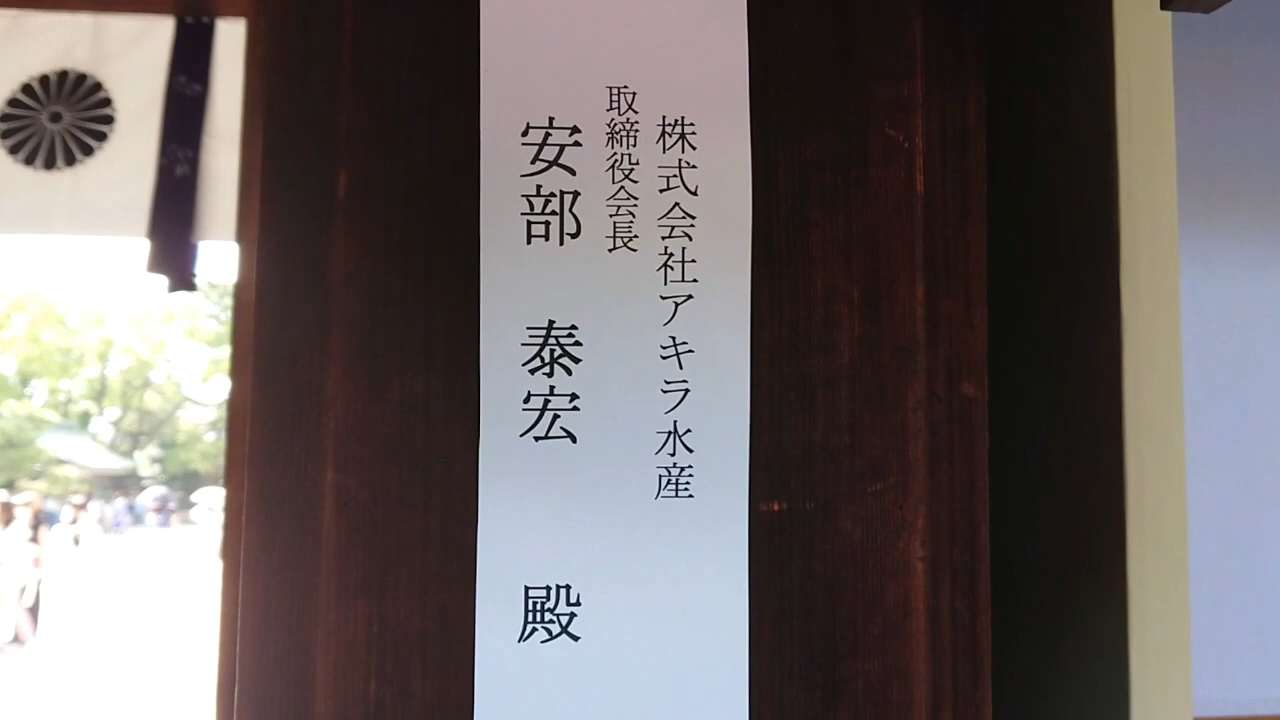 株式会社アキラ水産
取締役会長
安部 泰宏 殿